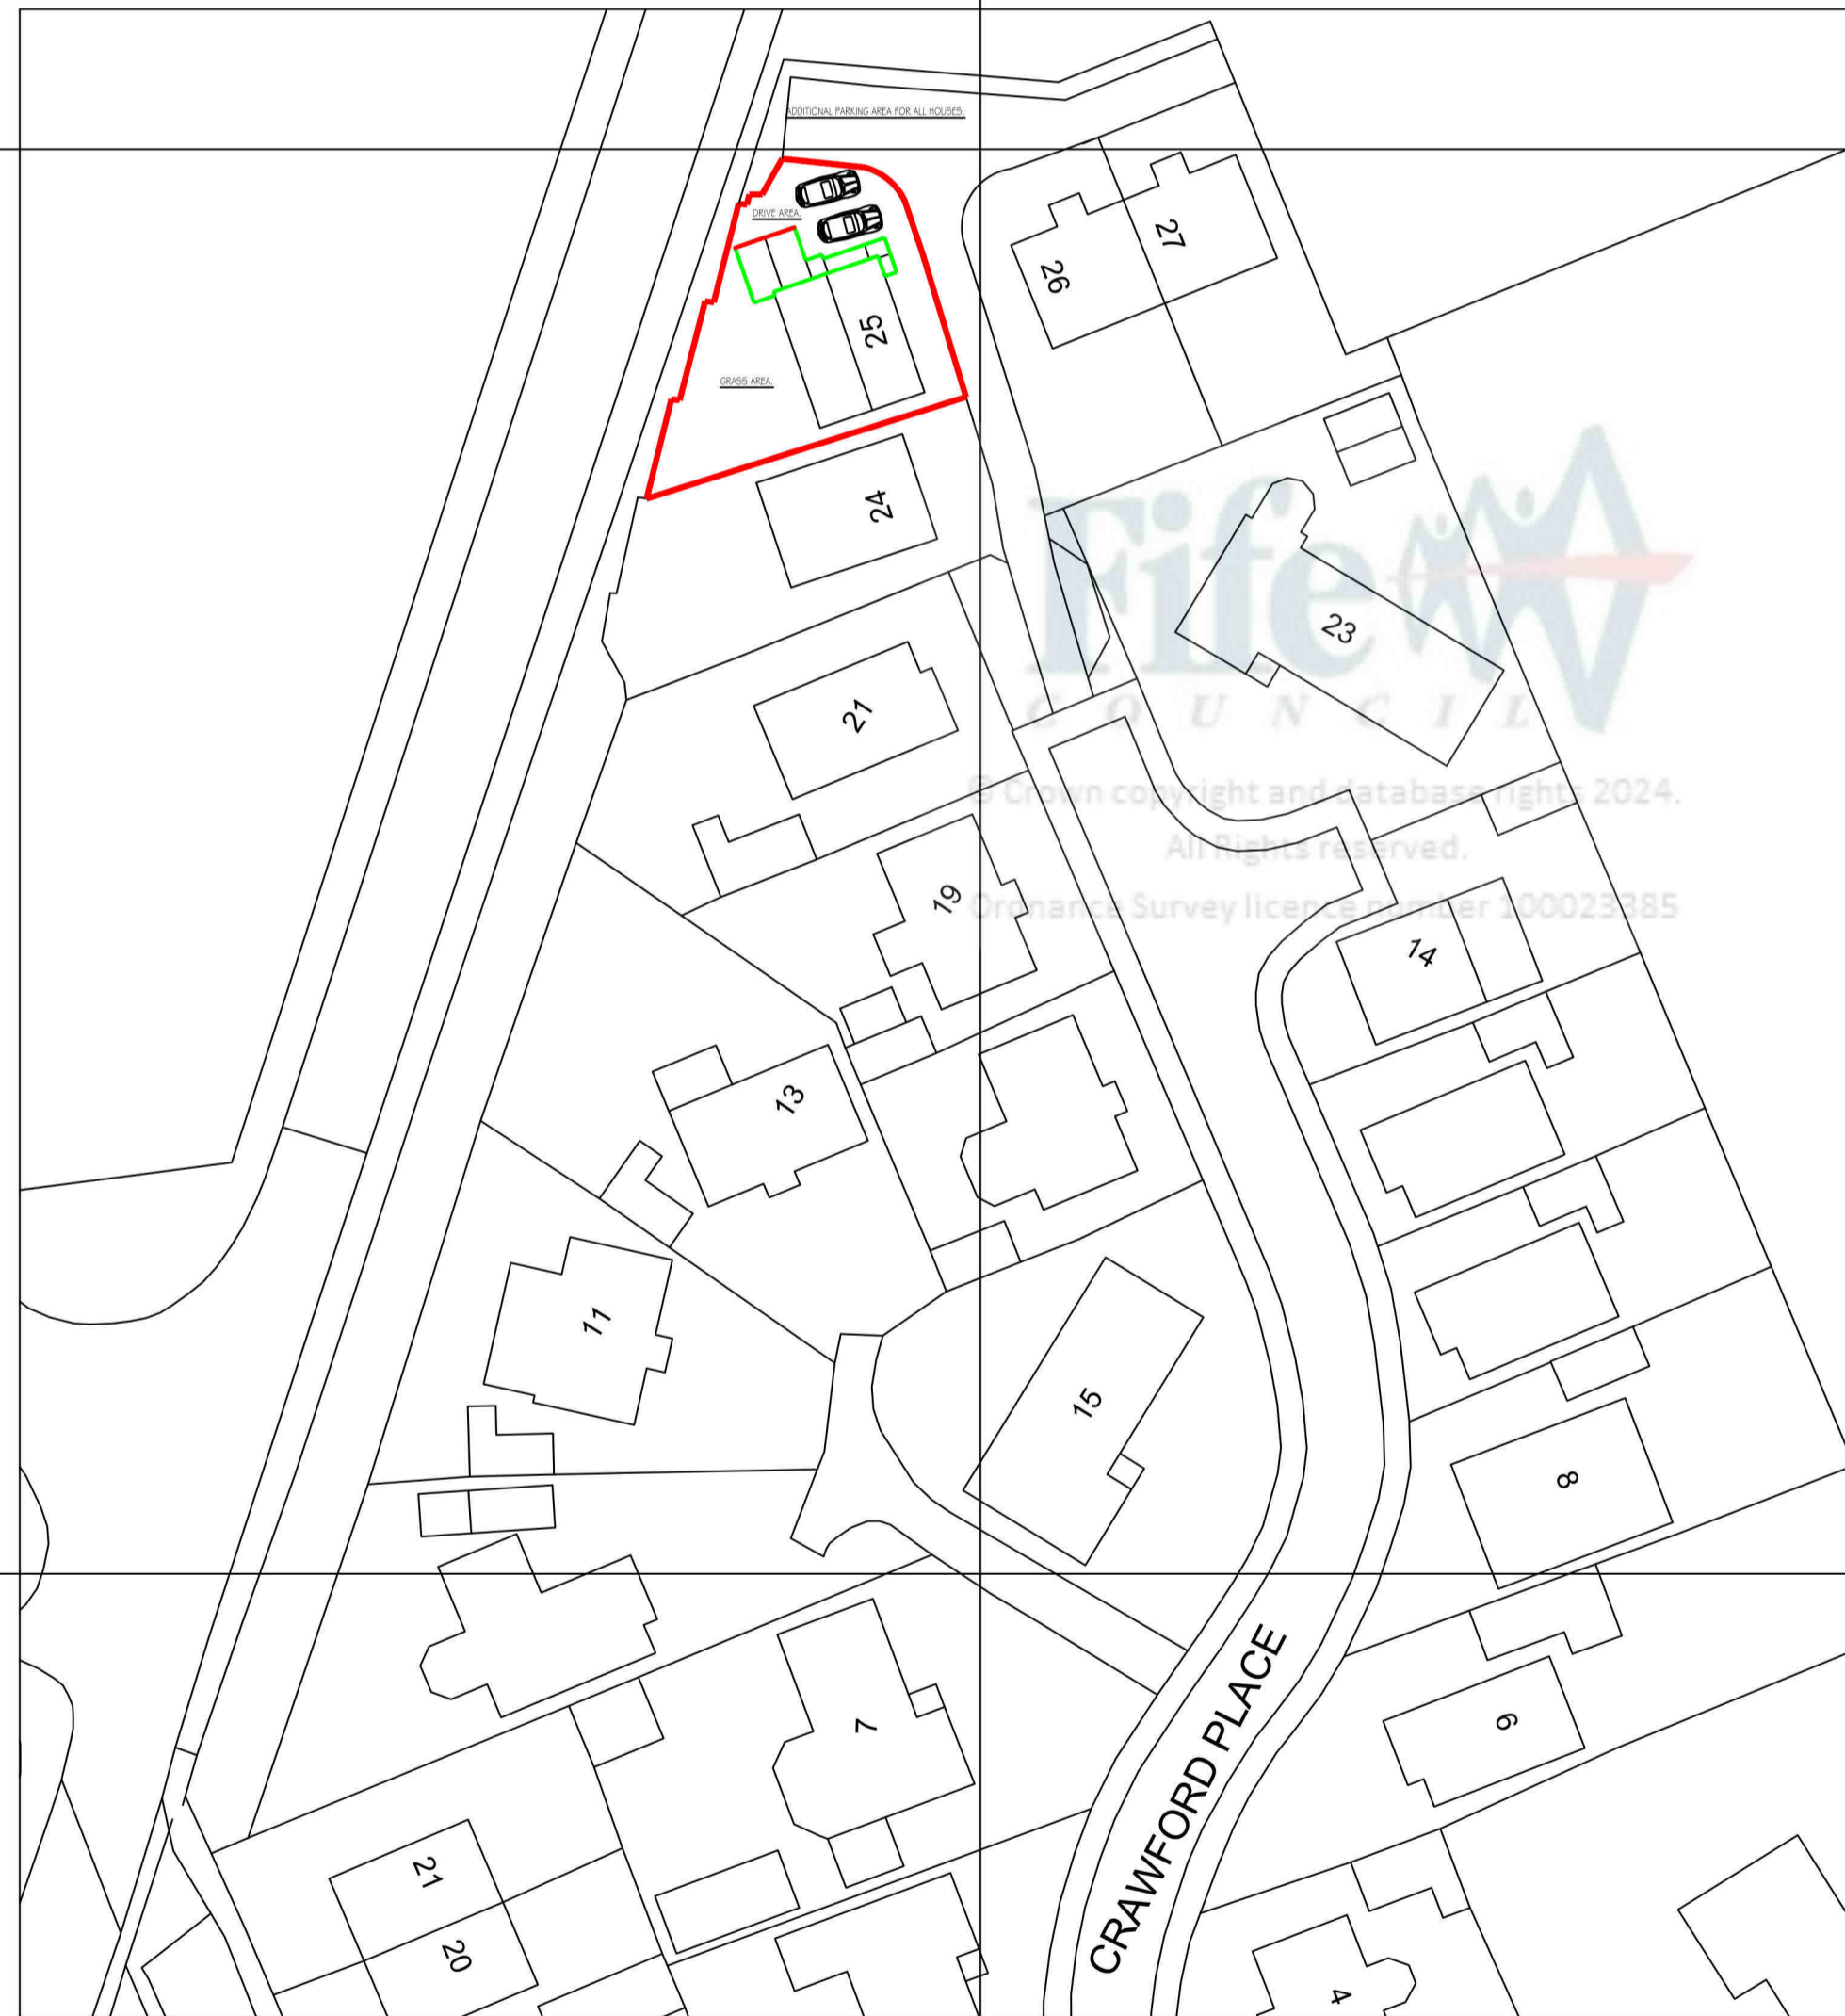 ADDITIONAL PARKING AREA FOR ALL HOUSES.
DRIVE AREA.
27
26
25
GRASS AREA.
24
Fife
COUNCIL
23
21
© Crown copyright and database rights 2024.
All Rights reserved.
Ordnance Survey licence number 100023385
19
14
13
11
15
8
7
6
CRAWFORD PLACE
21
20
4